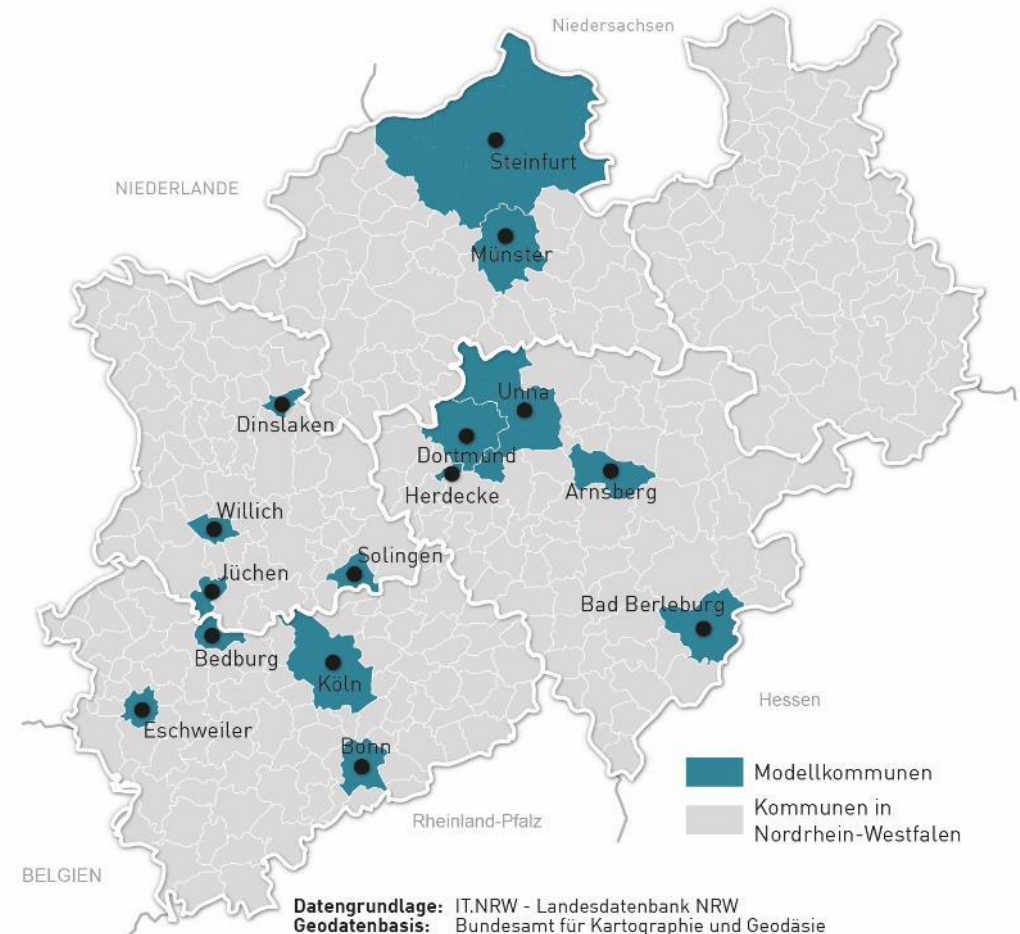 Niedersachsen
Steinfurt
NIEDERLANDE
Münster
Unna
Dinslaken
Dortmund
Herdecke
Arnsberg
Willich
Solingen
Jüchen
Bad Berleburg
Bedburg
Köln
Hessen
Eschweiler
Bonn
Modellkommunen
Kommunen in
Nordrhein-Westfalen
Rheinland-Pfalz
BELGIEN
Datengrundlage: IT.NRW - Landesdatenbank NRW
Geodatenbasis: Bundesamt für Kartographie und Geodäsie